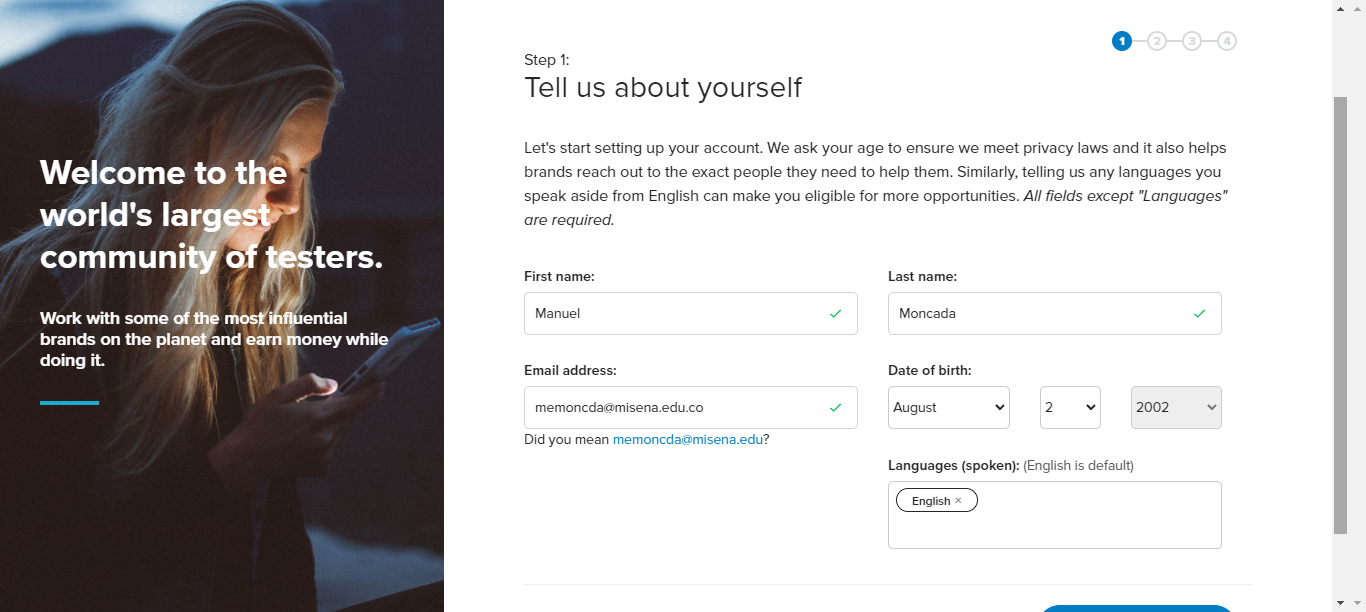 Welcome to the
world's largest
community of testers.
Work with some of the most influential
brands on the planet and earn money while
doing it.
1 2 3 4
Step 1:
Tell us about yourself
Let's start setting up your account. We ask your age to ensure we meet privacy laws and it also helps
brands reach out to the exact people they need to help them. Similarly, telling us any languages you
speak aside from English can make you eligible for more opportunities. All fields except "Languages"
are required.
First name:
Last name:
Manuel
Moncada
Email address:
Date of birth:
memoncda@misena.edu.co
August
2
2002
Did you mean memoncda@misena.edu?
Languages (spoken): (English is default)
English ×